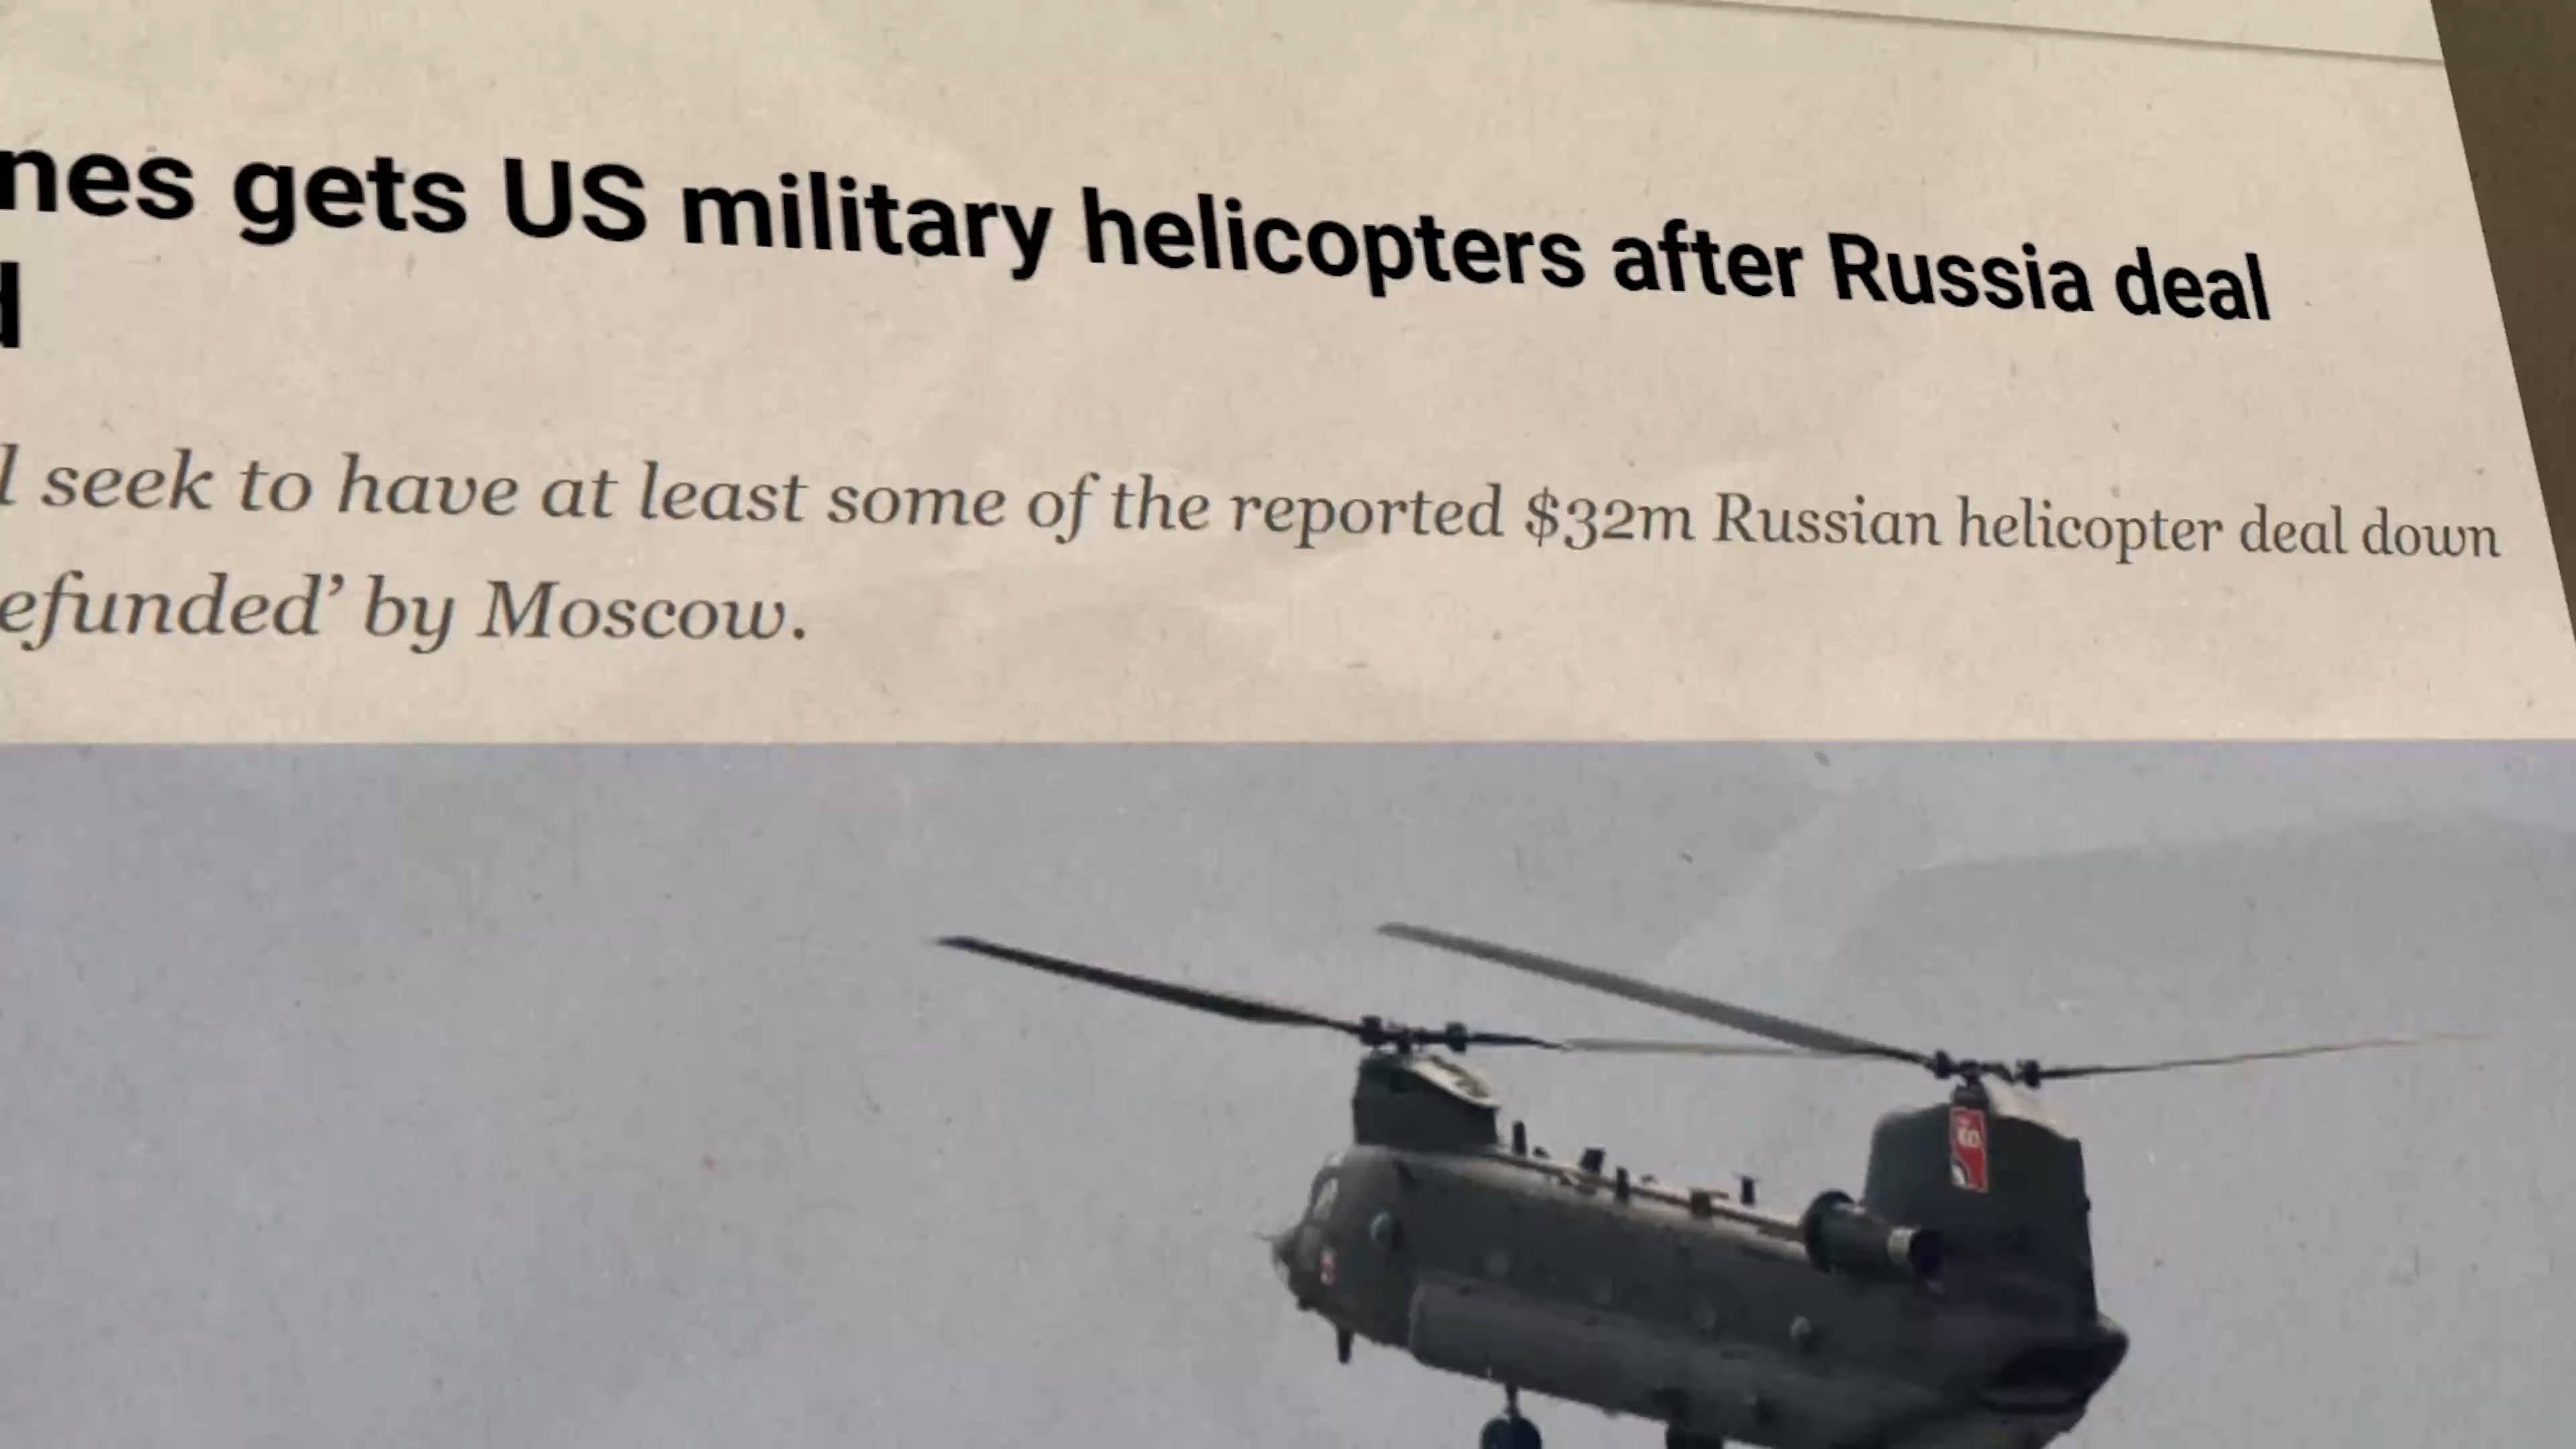 nes gets US military helicopters after Russia deal
d
l seek to have at least some of the reported $32m Russian helicopter deal down
efunded’ by Moscow.